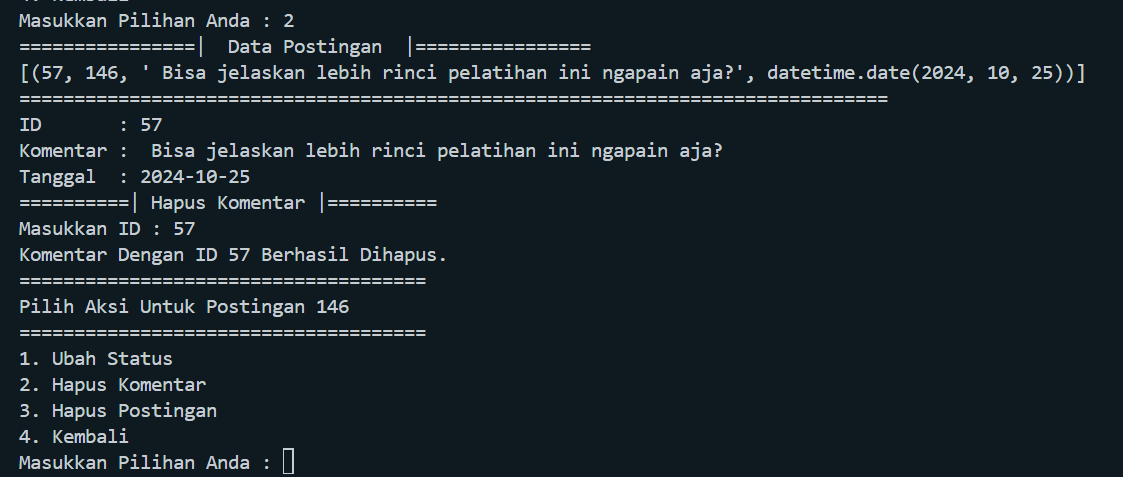 Masukkan Pilihan Anda : 2
================|  Data Postingan  |================
[(57, 146, ' Bisa jelaskan lebih rinci pelatihan ini ngapain aja?', datetime.date(2024, 10, 25))]
===============================================================================
ID       : 57
Komentar :  Bisa jelaskan lebih rinci pelatihan ini ngapain aja?
Tanggal  : 2024-10-25
==========| Hapus Komentar |==========
Masukkan ID : 57
Komentar Dengan ID 57 Berhasil Dihapus.
=====================================
Pilih Aksi Untuk Postingan 146
=====================================
1. Ubah Status
2. Hapus Komentar
3. Hapus Postingan
4. Kembali
Masukkan Pilihan Anda :